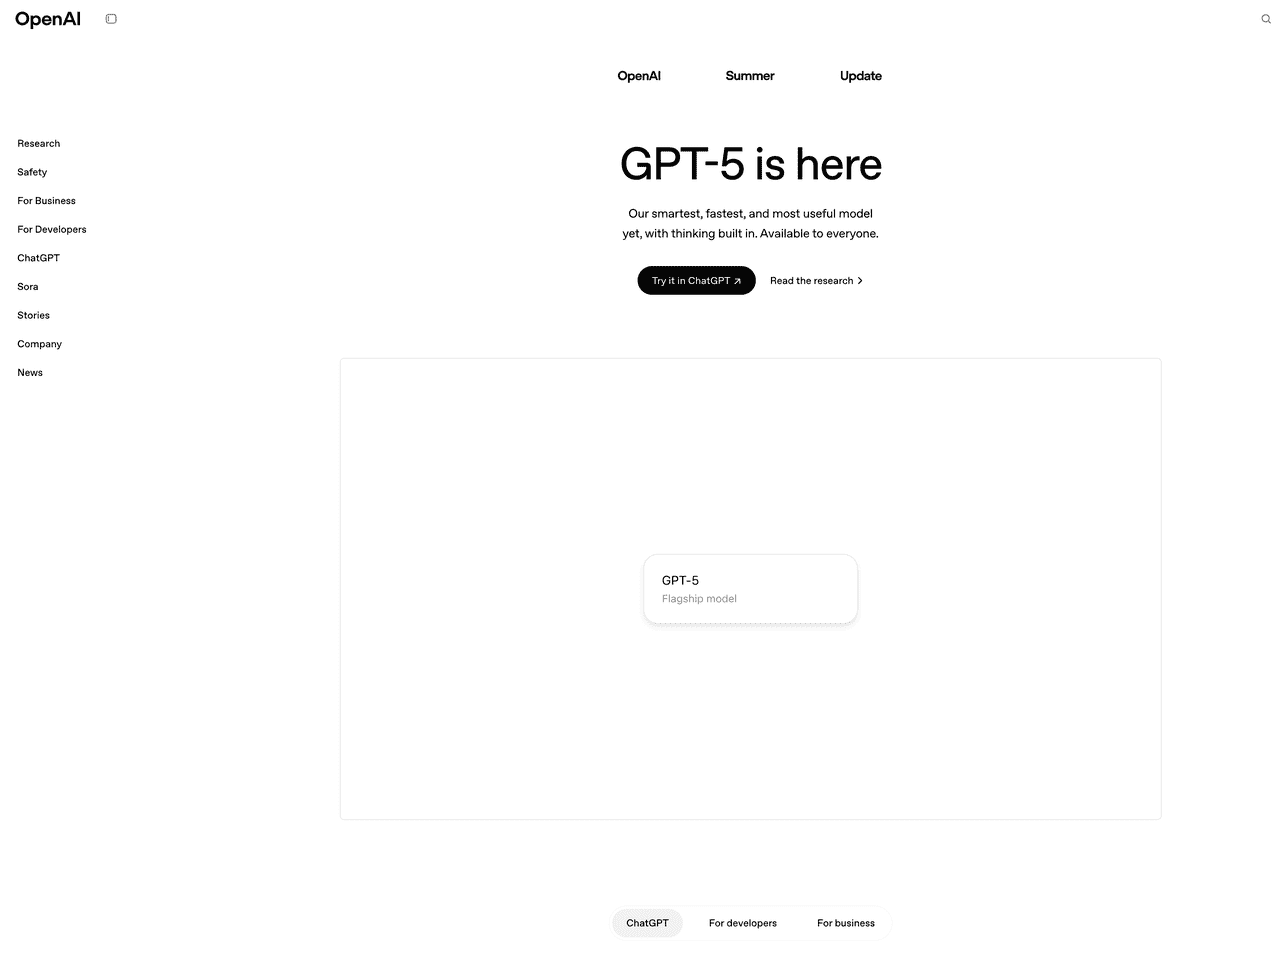 OpenAI
OpenAI Summer Update
Research
Safety
For Business
For Developers
ChatGPT
Sora
Stories
Company
News
GPT-5 is here
Our smartest, fastest, and most useful model
yet, with thinking built in. Available to everyone.
Try it in ChatGPT ↗ Read the research >
GPT-5
Flagship model
ChatGPT For developers For business